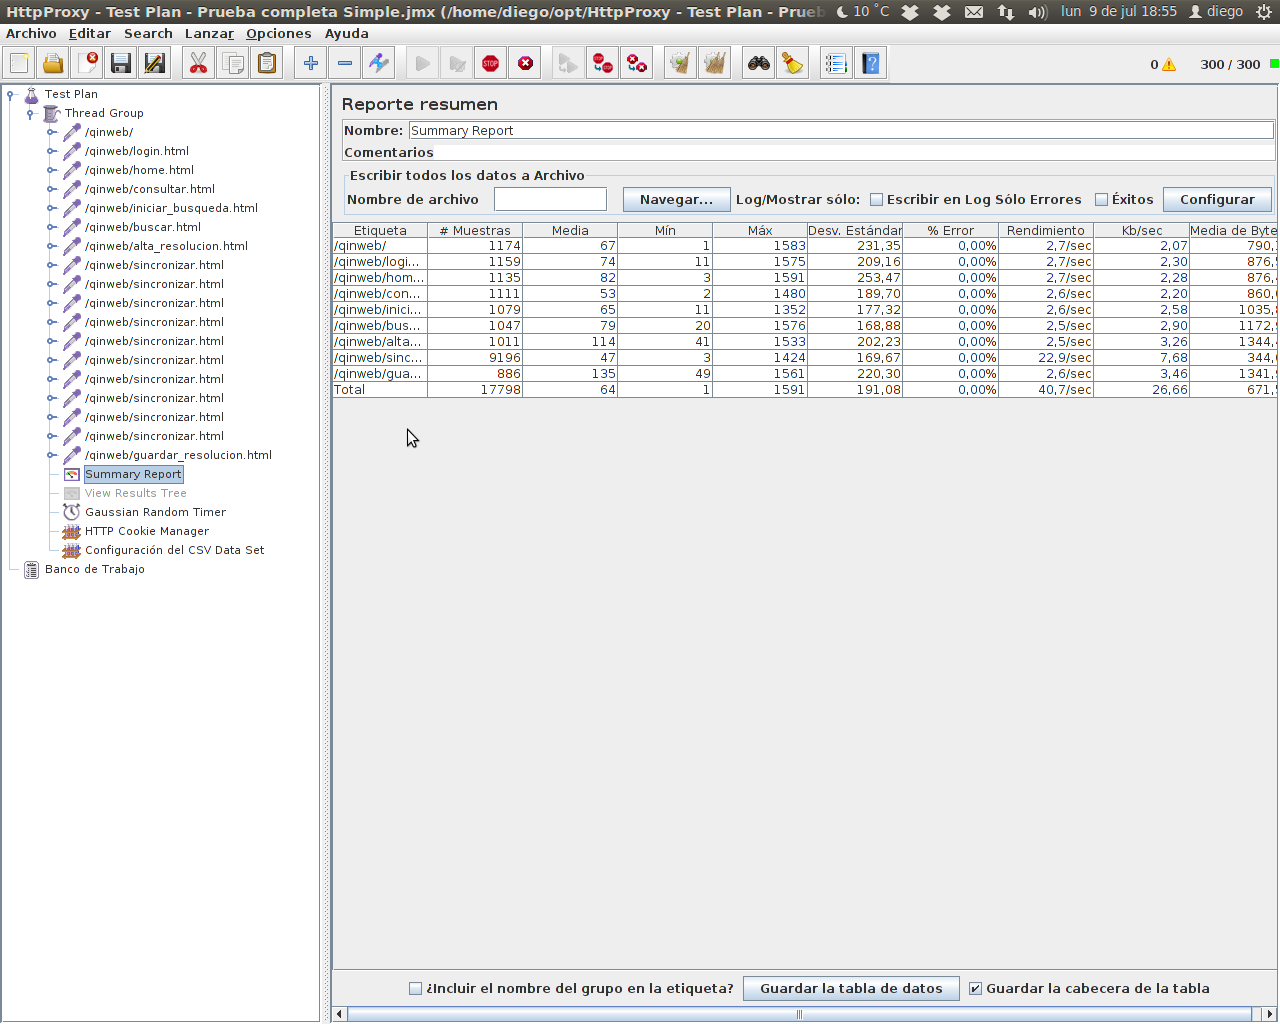 HttpProxy - Test Plan - Prueba completa Simple.jmx (/home/diego/opt/HttpProxy - Test Plan - Prueb 10 °C lun 9 de jul 18:55 diego
Archivo Editar Search Lanzar Opciones Ayuda
0 300 / 300
Test Plan
Thread Group
/qinweb/
/qinweb/login.html
/qinweb/home.html
/qinweb/consultar.html
/qinweb/iniciar_busqueda.html
/qinweb/buscar.html
/qinweb/alta_resolucion.html
/qinweb/sincronizar.html
/qinweb/sincronizar.html
/qinweb/sincronizar.html
/qinweb/sincronizar.html
/qinweb/sincronizar.html
/qinweb/sincronizar.html
/qinweb/sincronizar.html
/qinweb/sincronizar.html
/qinweb/sincronizar.html
/qinweb/sincronizar.html
/qinweb/guardar_resolucion.html
Summary Report
View Results Tree
Gaussian Random Timer
HTTP Cookie Manager
Configuración del CSV Data Set
Banco de Trabajo
Reporte resumen
Nombre: Summary Report
Comentarios
Escribir todos los datos a Archivo
Nombre de archivo Navegar... Log/Mostrar sólo: Escribir en Log Sólo Errores Éxitos Configurar
Etiqueta # Muestras Media Mín Máx Desv. Estándar % Error Rendimiento Kb/sec Media de Byte
/qinweb/ 1174 67 1 1583 231,35 0,00% 2,7/sec 2,07 790,
/qinweb/logi... 1159 74 11 1575 209,16 0,00% 2,7/sec 2,30 876,
/qinweb/hom... 1135 82 3 1591 253,47 0,00% 2,7/sec 2,28 876,
/qinweb/con... 1111 53 2 1480 189,70 0,00% 2,6/sec 2,20 860,
/qinweb/inici... 1079 65 11 1352 177,32 0,00% 2,6/sec 2,58 1035,
/qinweb/bus... 1047 79 20 1576 168,88 0,00% 2,5/sec 2,90 1172,
/qinweb/alta... 1011 114 41 1533 202,23 0,00% 2,5/sec 3,26 1344,
/qinweb/sinc... 9196 47 3 1424 169,67 0,00% 22,9/sec 7,68 344,
/qinweb/gua... 886 135 49 1561 220,30 0,00% 2,6/sec 3,46 1341,
Total 17798 64 1 1591 191,08 0,00% 40,7/sec 26,66 671,
¿Incluir el nombre del grupo en la etiqueta? Guardar la tabla de datos Guardar la cabecera de la tabla